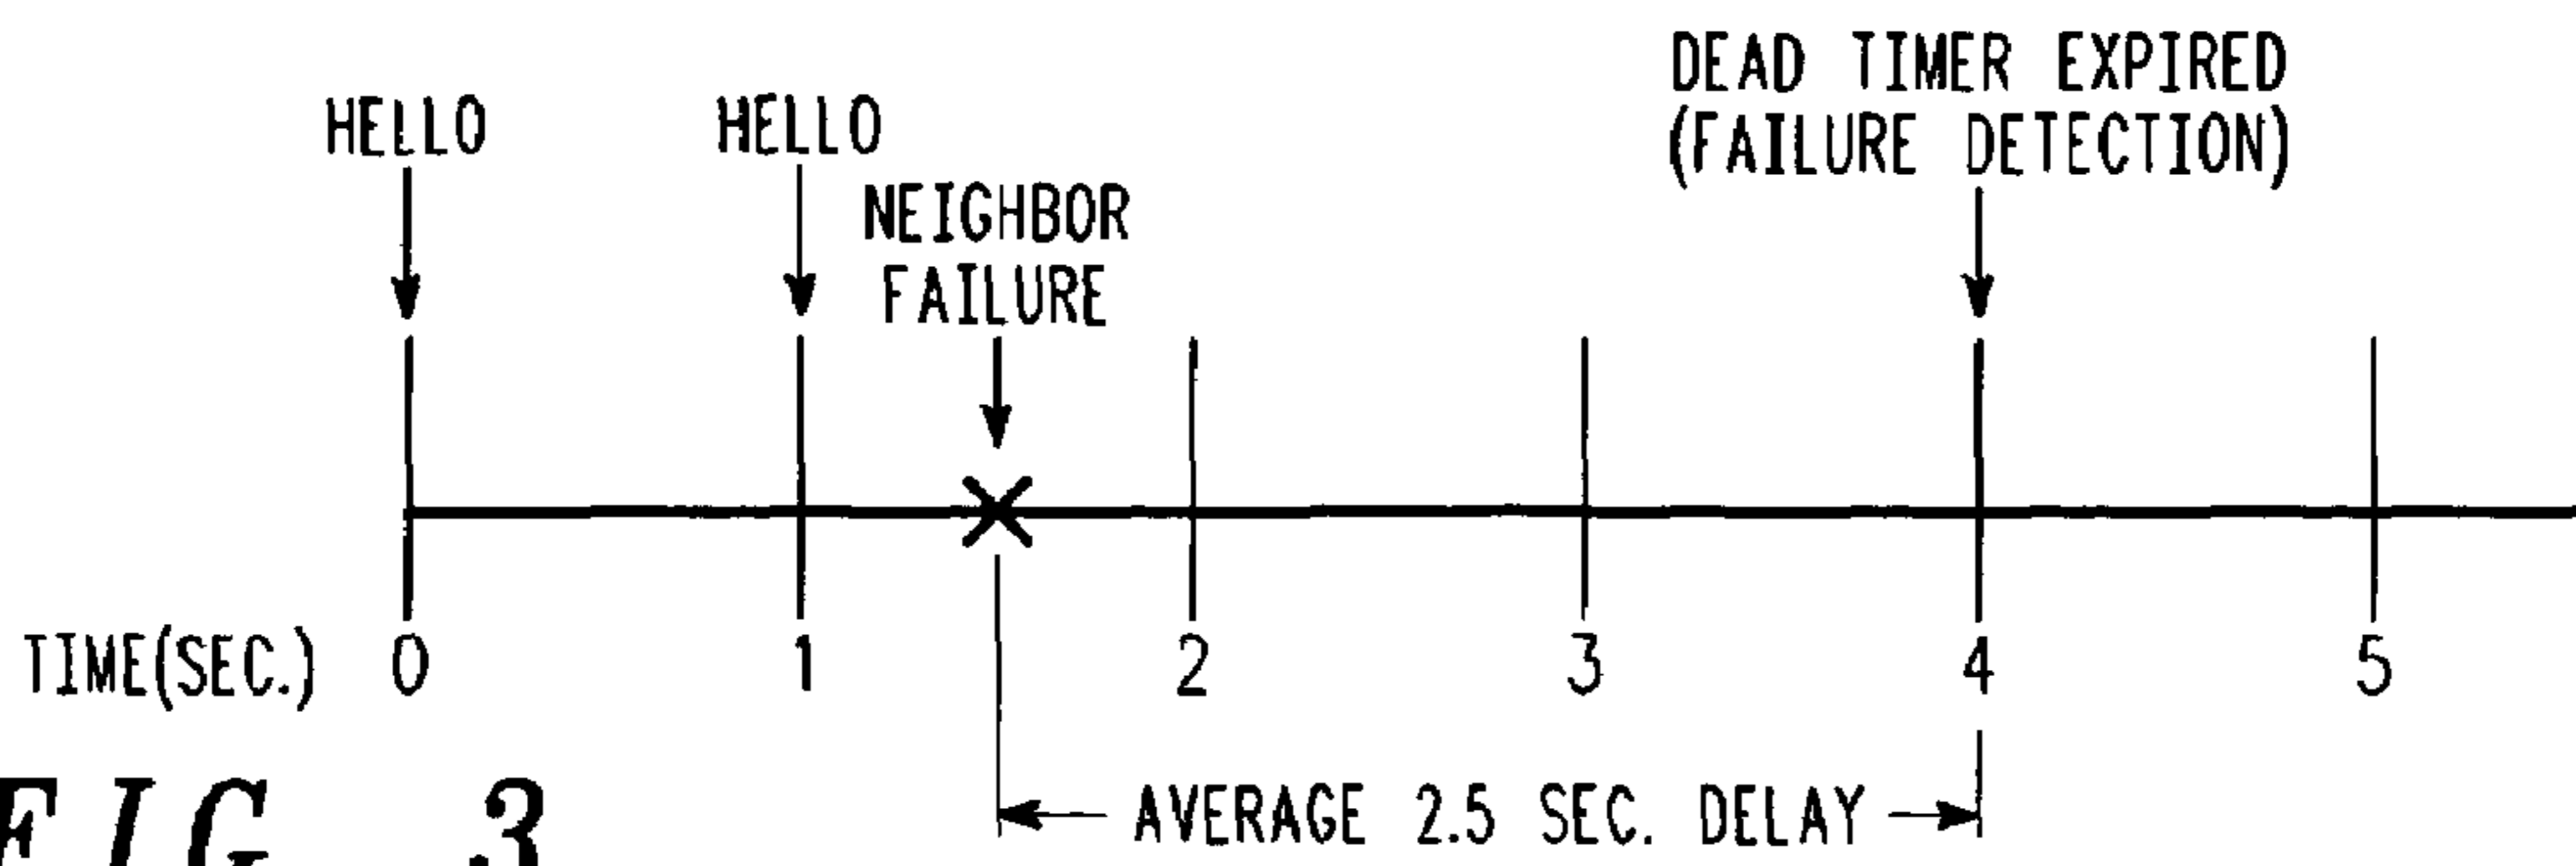 DEAD TIMER EXPIRED
(FAILURE DETECTION)
HELLO
HELLO
NEIGHBOR
FAILURE
TIME(SEC.) 0 1 2 3 4 5
AVERAGE 2.5 SEC. DELAY
FIG. 3